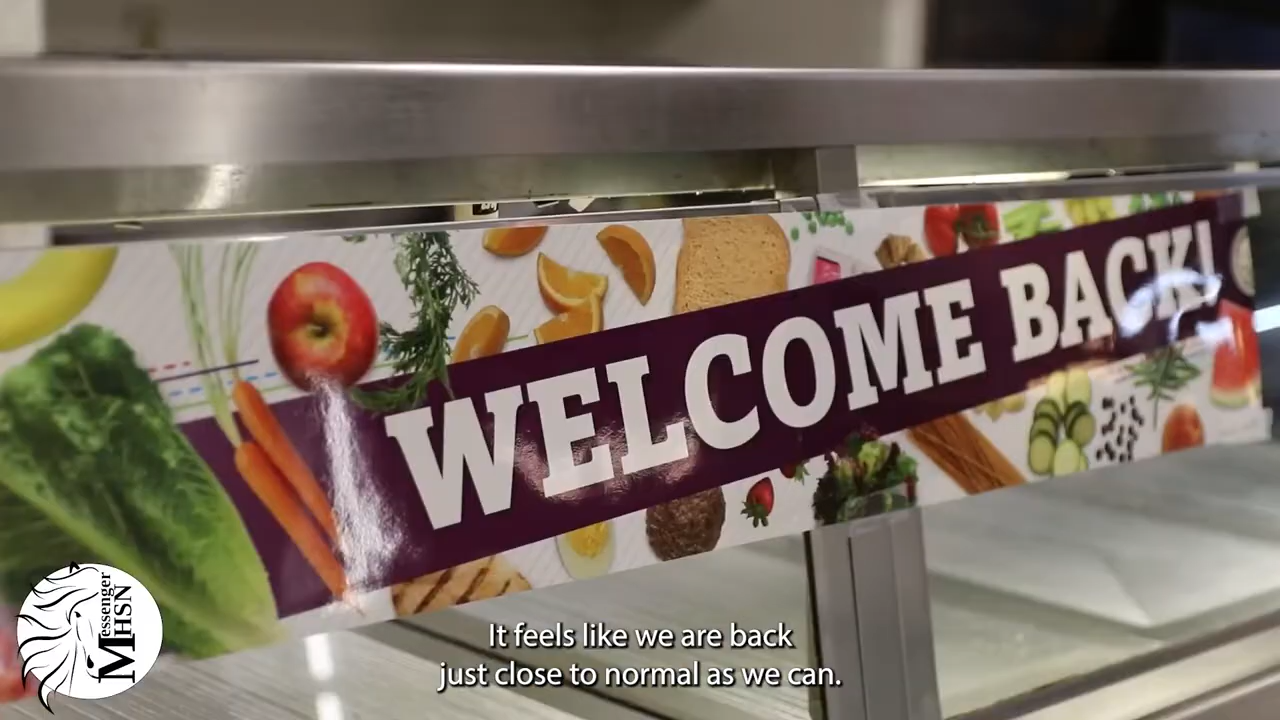 WELCOME BACK!
Messenger
MHSN
It feels like we are back
just close to normal as we can.